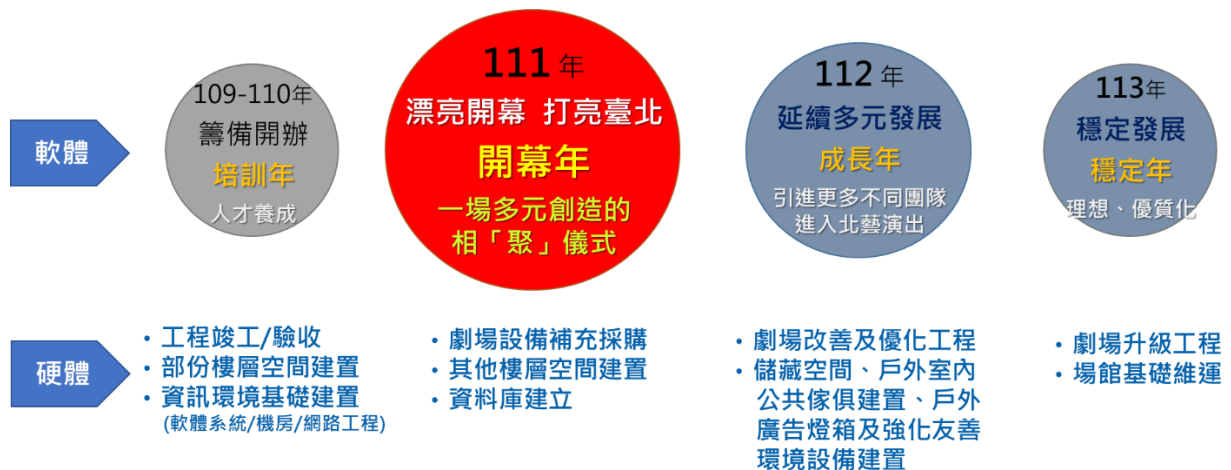 軟體
109-110年
籌備開辦
培訓年
人才養成
111 年
漂亮開幕 打亮臺北
開幕年
一場多元創造的
相「聚」儀式
112 年
延續多元發展
成長年
引進更多不同團隊
進入北藝演出
113年
穩定發展
穩定年
理想、優質化
硬體
・工程竣工/驗收
・部份樓層空間建置
・資訊環境基礎建置
(軟體系統/機房/網路工程)
・劇場設備補充採購
・其他樓層空間建置
・資料庫建立
・劇場改善及優化工程
・儲藏空間、戶外室內
公共傢俱建置、戶外
廣告燈箱及強化友善
環境設備建置
・劇場升級工程
・場館基礎維運